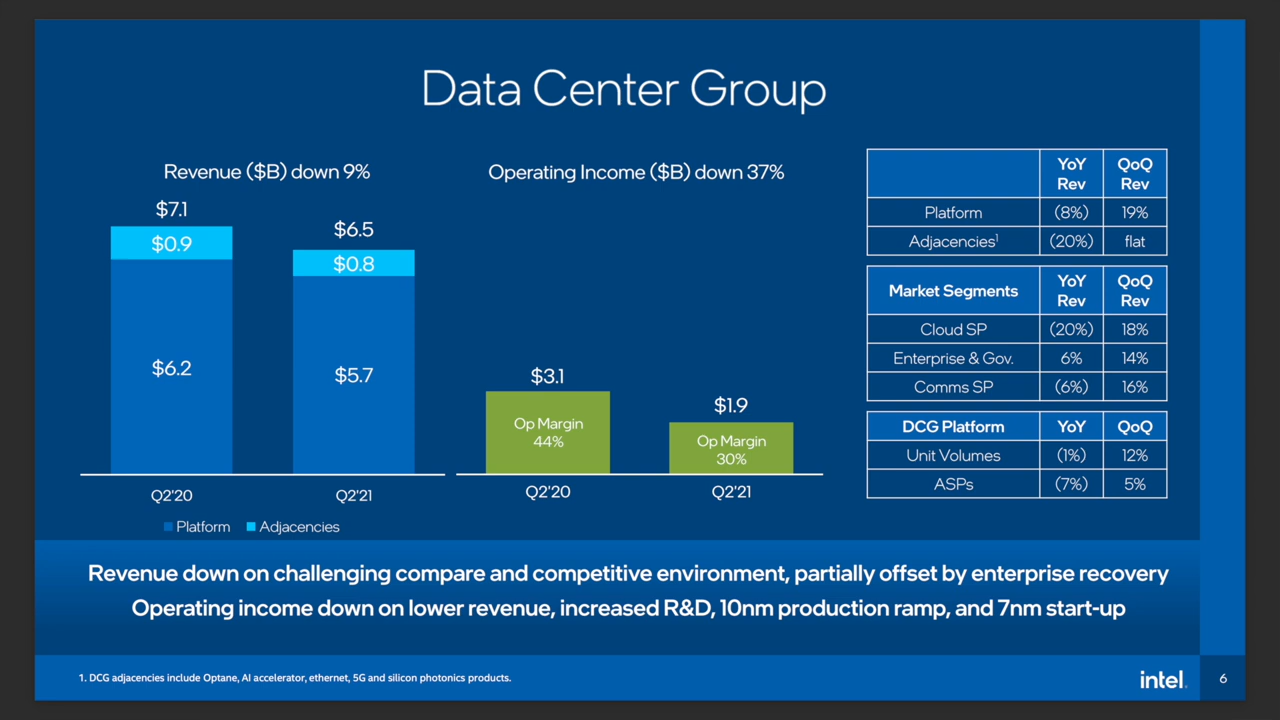 Data Center Group
Revenue ($B) down 9%
$7.1
$0.9
$6.2
$6.5
$0.8
$5.7
Q2'20
Q2'21
Platform
Adjacencies
Operating Income ($B) down 37%
$3.1
Op Margin
44%
$1.9
Op Margin
30%
Q2'20
Q2'21
YoY Rev QoQ Rev
Platform (8%) 19%
Adjacencies¹ (20%) flat
Market Segments YoY Rev QoQ Rev
Cloud SP (20%) 18%
Enterprise & Gov. 6% 14%
Comms SP (6%) 16%
DCG Platform YoY QoQ
Unit Volumes (1%) 12%
ASPs (7%) 5%
Revenue down on challenging compare and competitive environment, partially offset by enterprise recovery
Operating income down on lower revenue, increased R&D, 10nm production ramp, and 7nm start-up
1. DCG adjacencies include Optane, AI accelerator, ethernet, 5G and silicon photonics products.
intel.
6